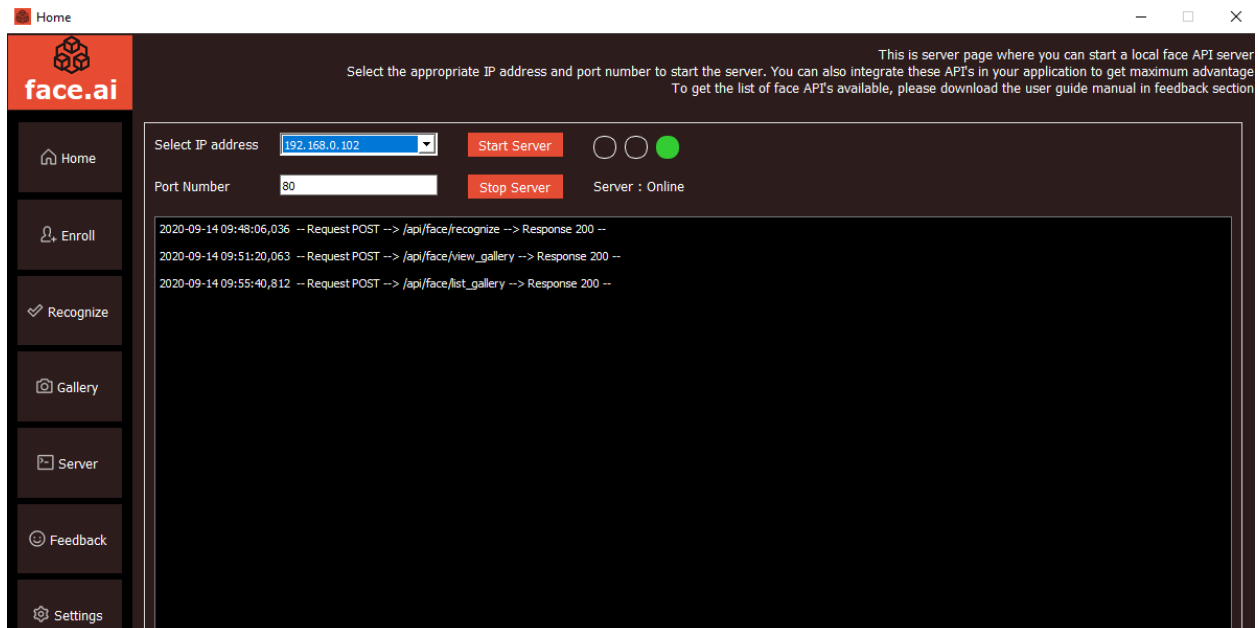 Home
face.ai
This is server page where you can start a local face API server
Select the appropriate IP address and port number to start the server. You can also integrate these API's in your application to get maximum advantage
To get the list of face API's available, please download the user guide manual in feedback section
Home
Enroll
Recognize
Gallery
Server
Feedback
Settings
Select IP address 192.168.0.102 Start Server
Port Number 80 Stop Server Server : Online
2020-09-14 09:48:06,036 -- Request POST --> /api/face/recognize --> Response 200 --
2020-09-14 09:51:20,063 -- Request POST --> /api/face/view_gallery --> Response 200 --
2020-09-14 09:55:40,812 -- Request POST --> /api/face/list_gallery --> Response 200 --